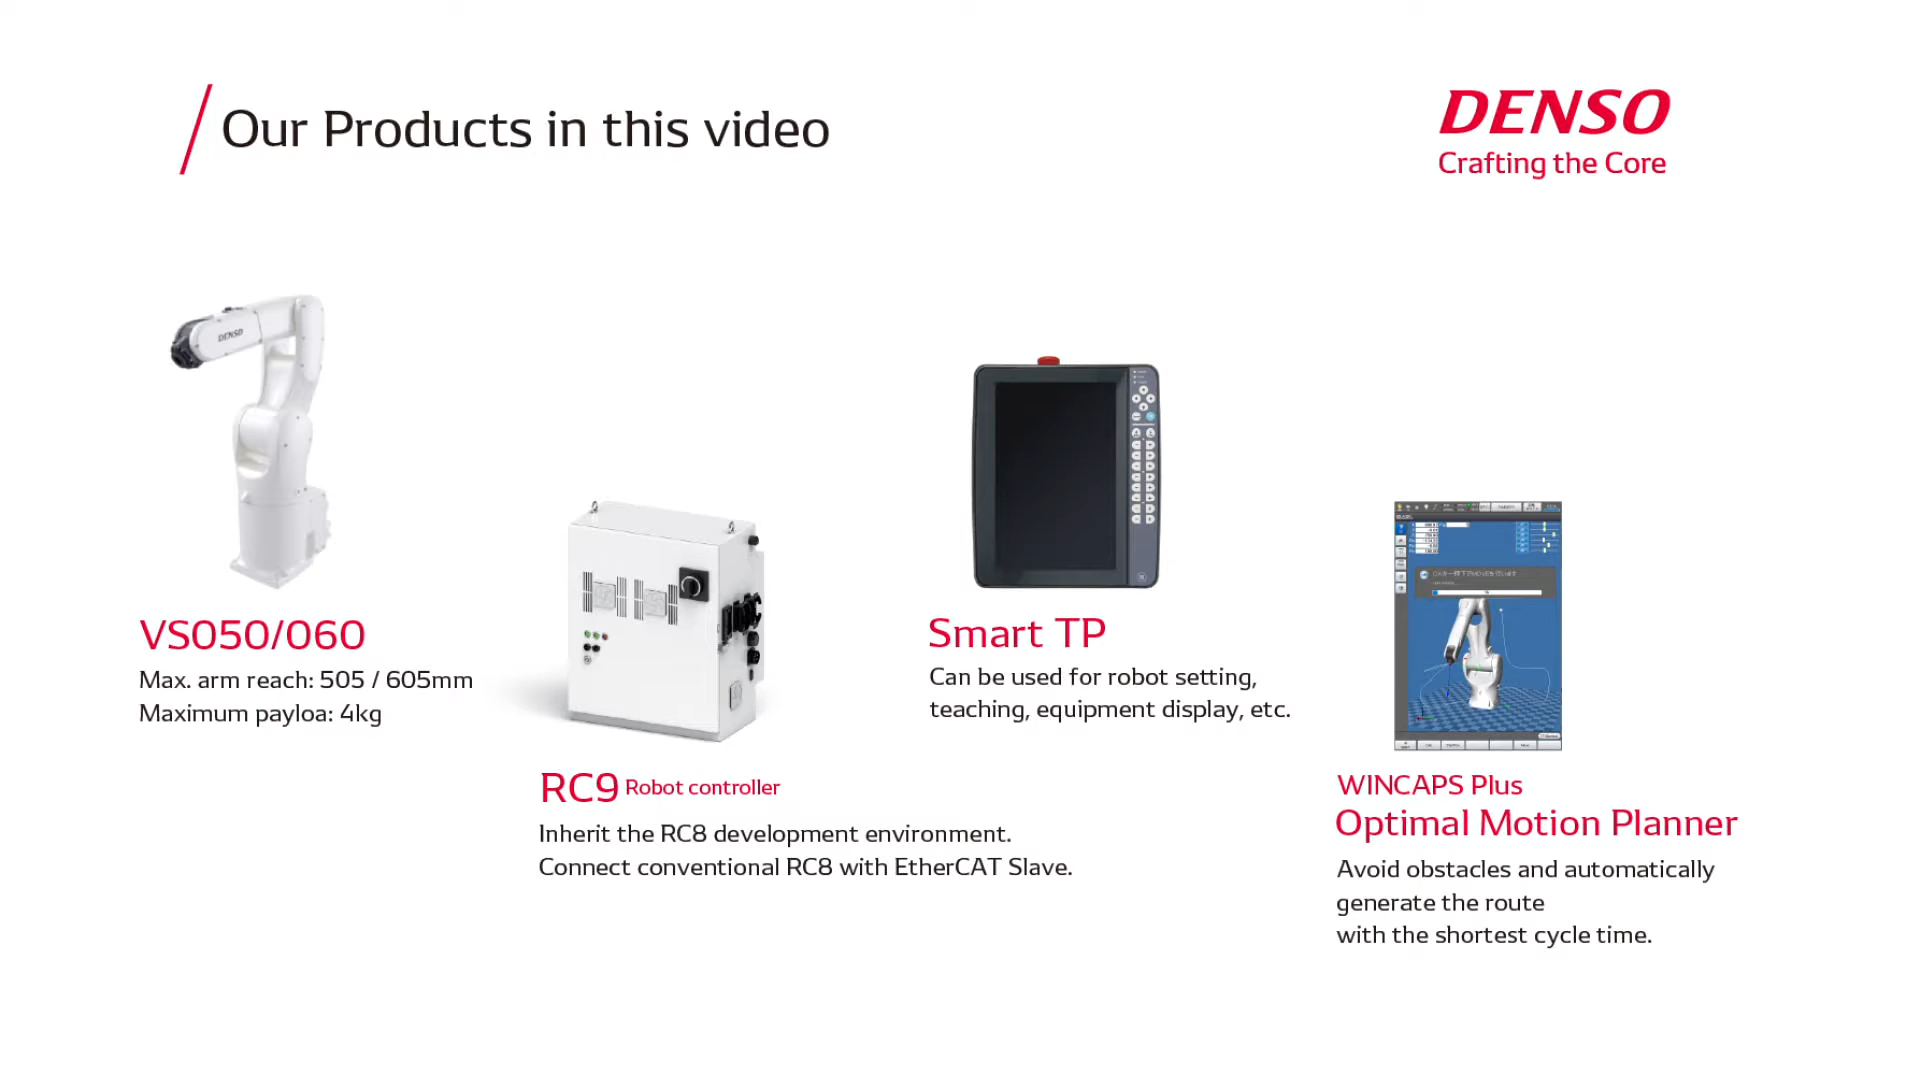 Our Products in this video
DENSO
Crafting the Core
DENSO
VS050/060
Max. arm reach: 505 / 605mm
Maximum payloa: 4kg
RC9 Robot controller
Inherit the RC8 development environment.
Connect conventional RC8 with EtherCAT Slave.
Smart TP
Can be used for robot setting,
teaching, equipment display, etc.
WINCAPS Plus
Optimal Motion Planner
Avoid obstacles and automatically
generate the route
with the shortest cycle time.